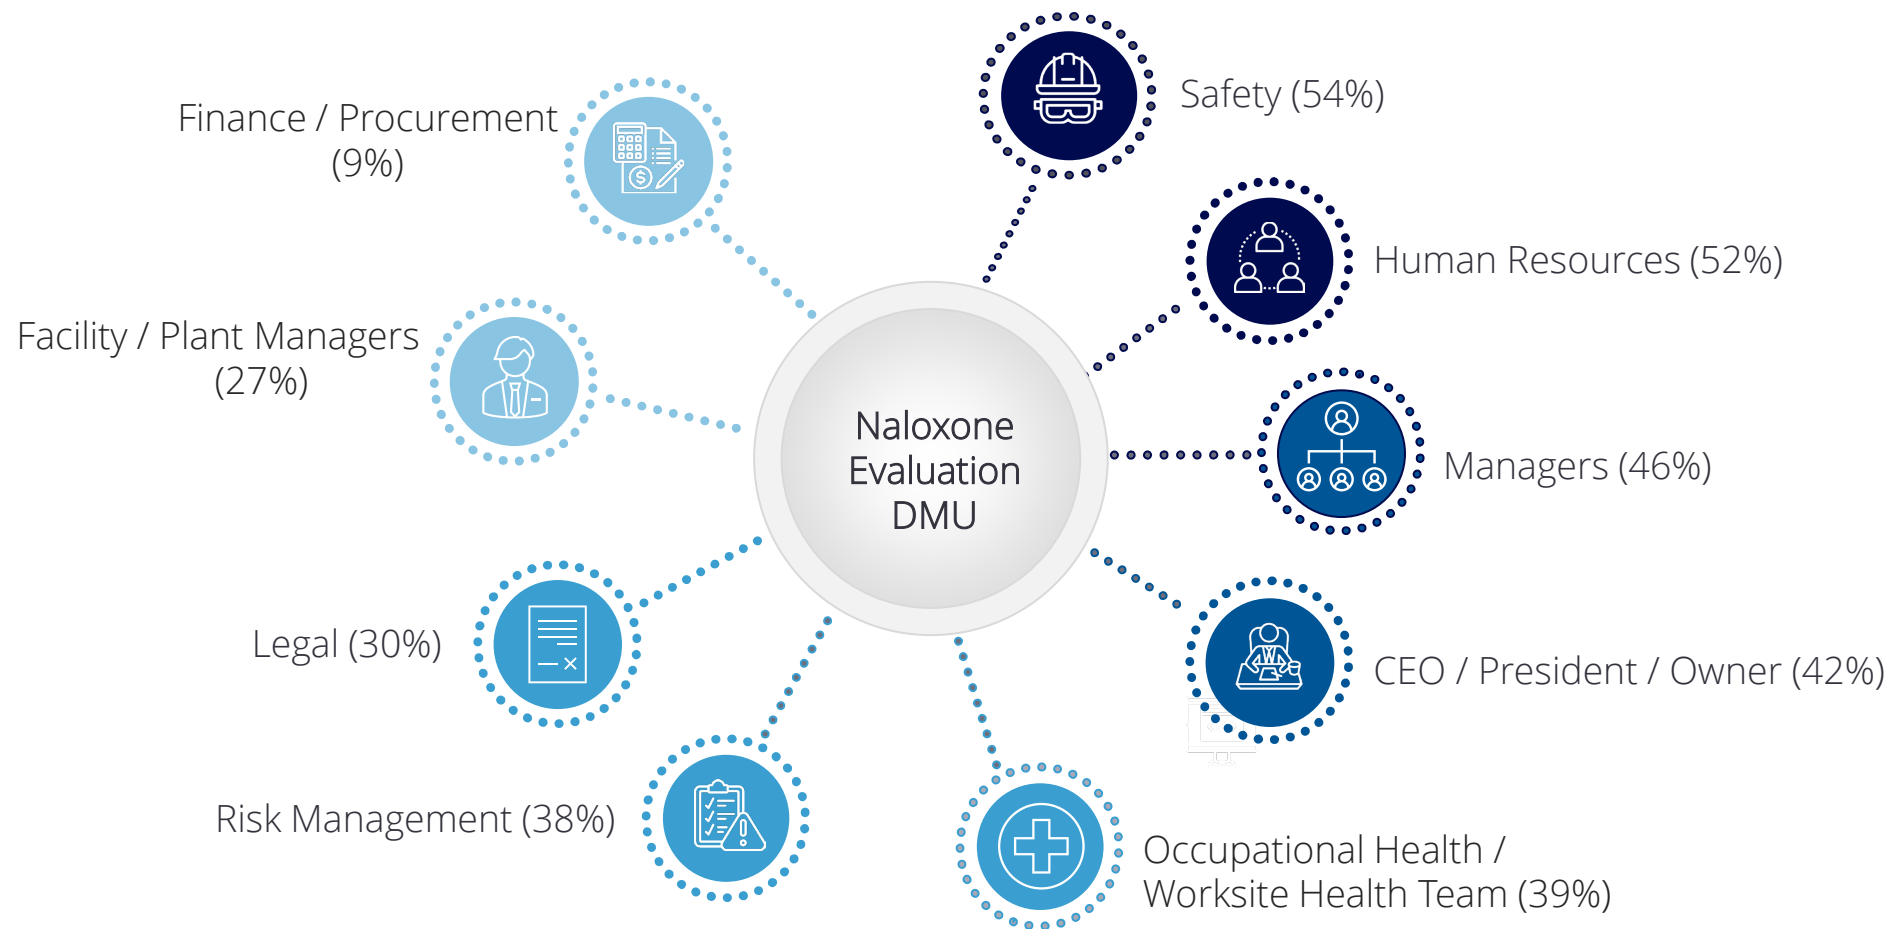 Safety (54%)
Finance / Procurement
(9%)
Human Resources (52%)
Facility / Plant Managers
(27%)
Naloxone
Evaluation
DMU
Managers (46%)
Legal (30%)
CEO / President / Owner (42%)
Risk Management (38%)
Occupational Health /
Worksite Health Team (39%)